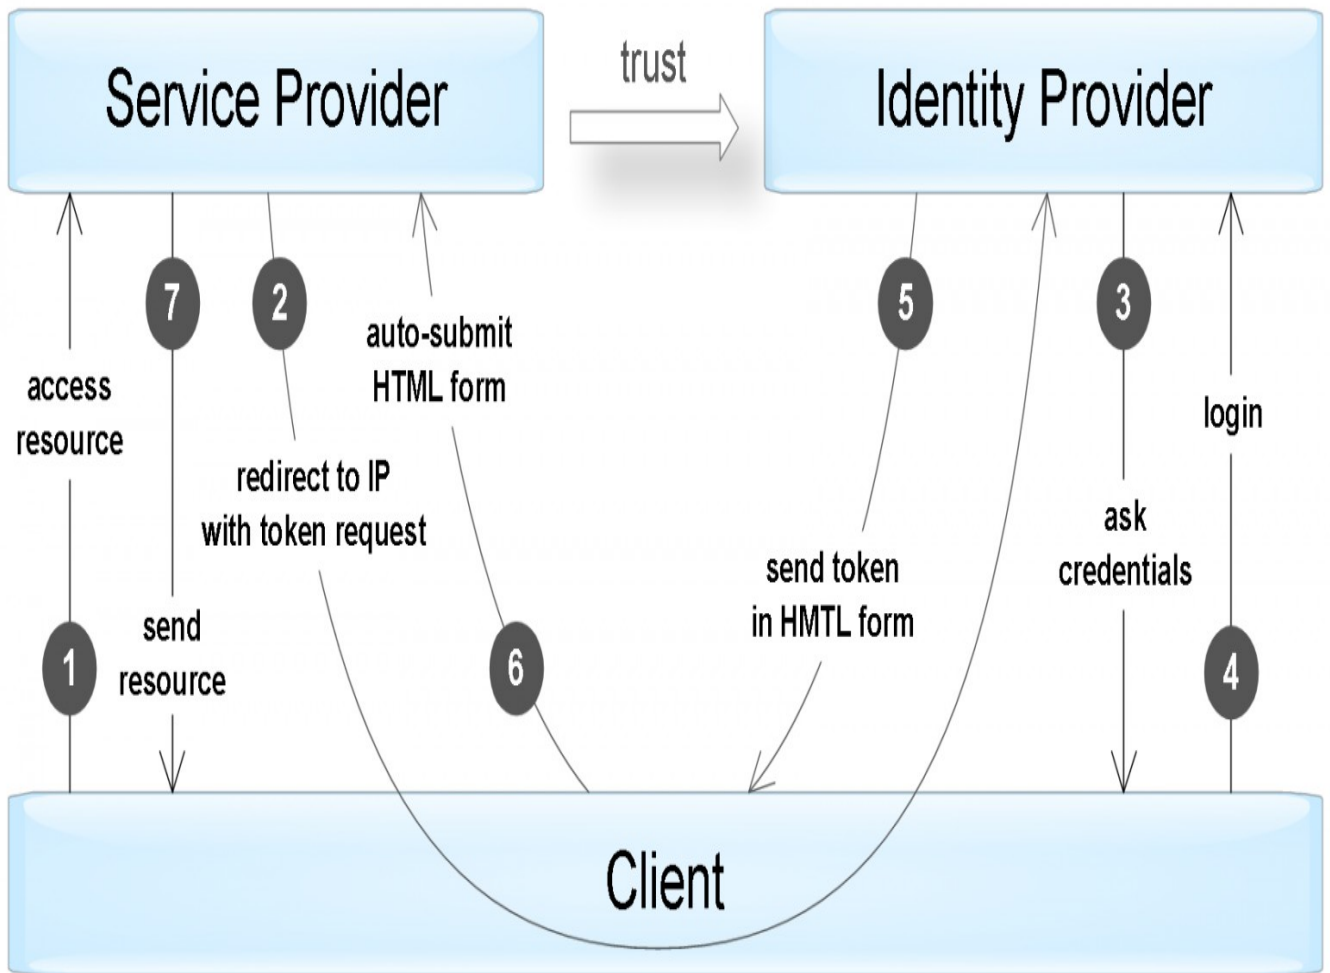 Service Provider
trust
Identity Provider
7
2
5
3
auto-submit
HTML form
access
resource
login
redirect to IP
with token request
ask
credentials
send token
in HMTL form
send
resource
1
6
4
Client